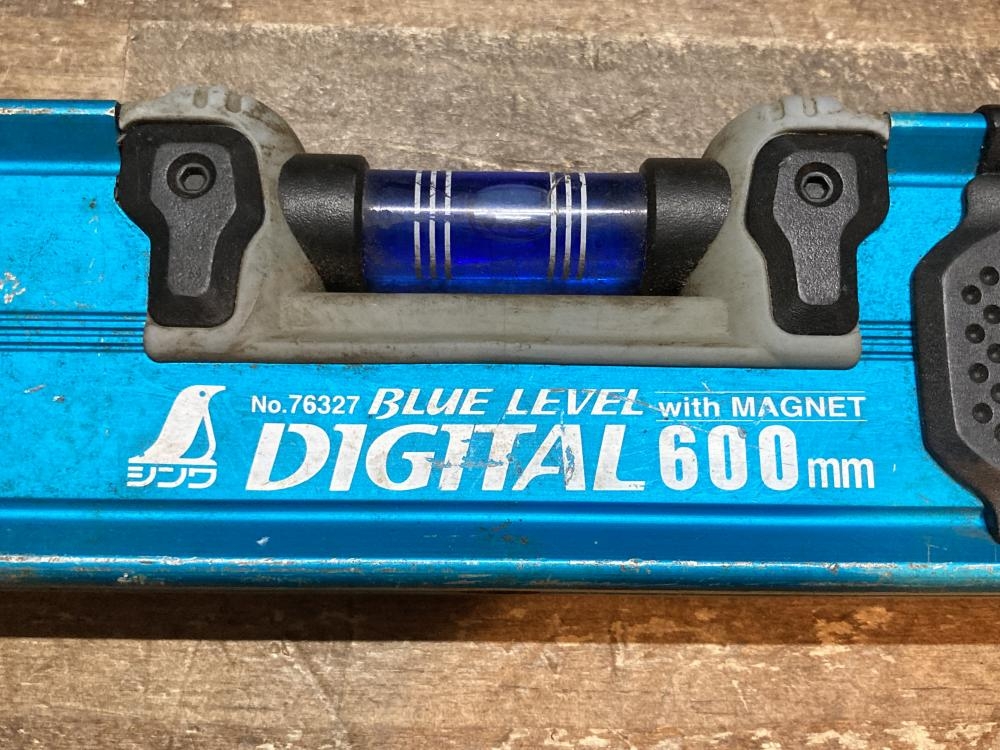 No.76327 BLUE LEVEL with MAGNET
シンワ DIGITAL 600mm